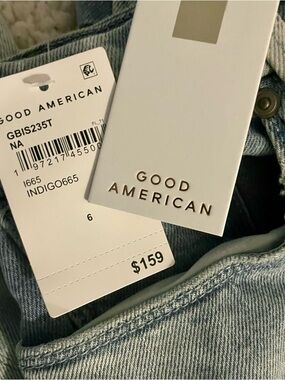 GOOD AMERICAN
GBIS235T
NA
I665
INDIGO665
6
$159
GOOD
AMERICAN